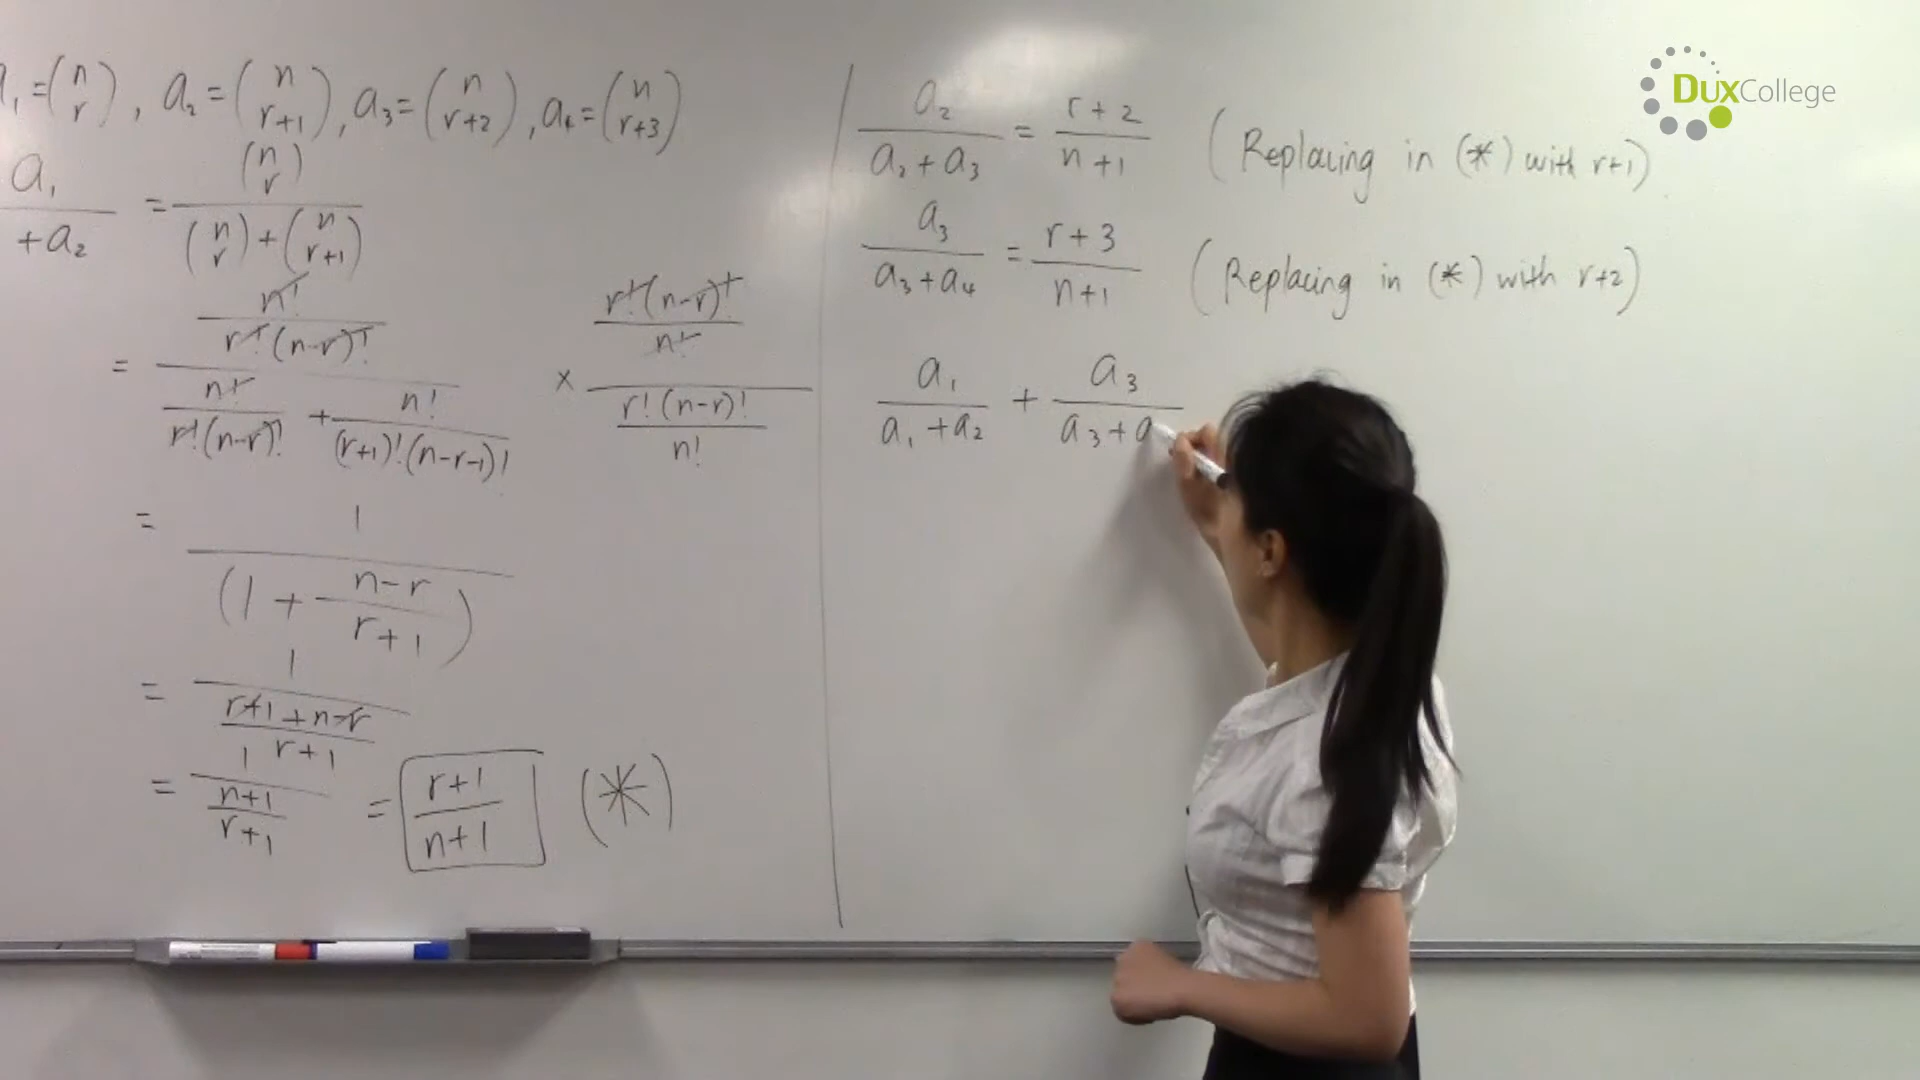 a₁ = (n r), a₂ = (n r+1), a₃ = (n r+2), a₄ = (n r+3)
a₁ / + a₂ = (n r) / (n r) + (n r+1)
= n! / r!(n-r)! / n! / r!(n-r)! + n! / (r+1)!(n-r-1)! × r!(n-r)! / n! / r!(n-r)! / n!
= 1 / (1 + n-r / r+1)
= 1 / r+1+n-r / r+1
= 1 / n+1 / r+1 = r+1 / n+1 (*)
a₂ / a₂ + a₃ = r+2 / n+1 (Replacing in (*) with r+1)
a₃ / a₃ + a₄ = r+3 / n+1 (Replacing in (*) with r+2)
a₁ / a₁ + a₂ + a₃ / a₃ + a
DuxCollege